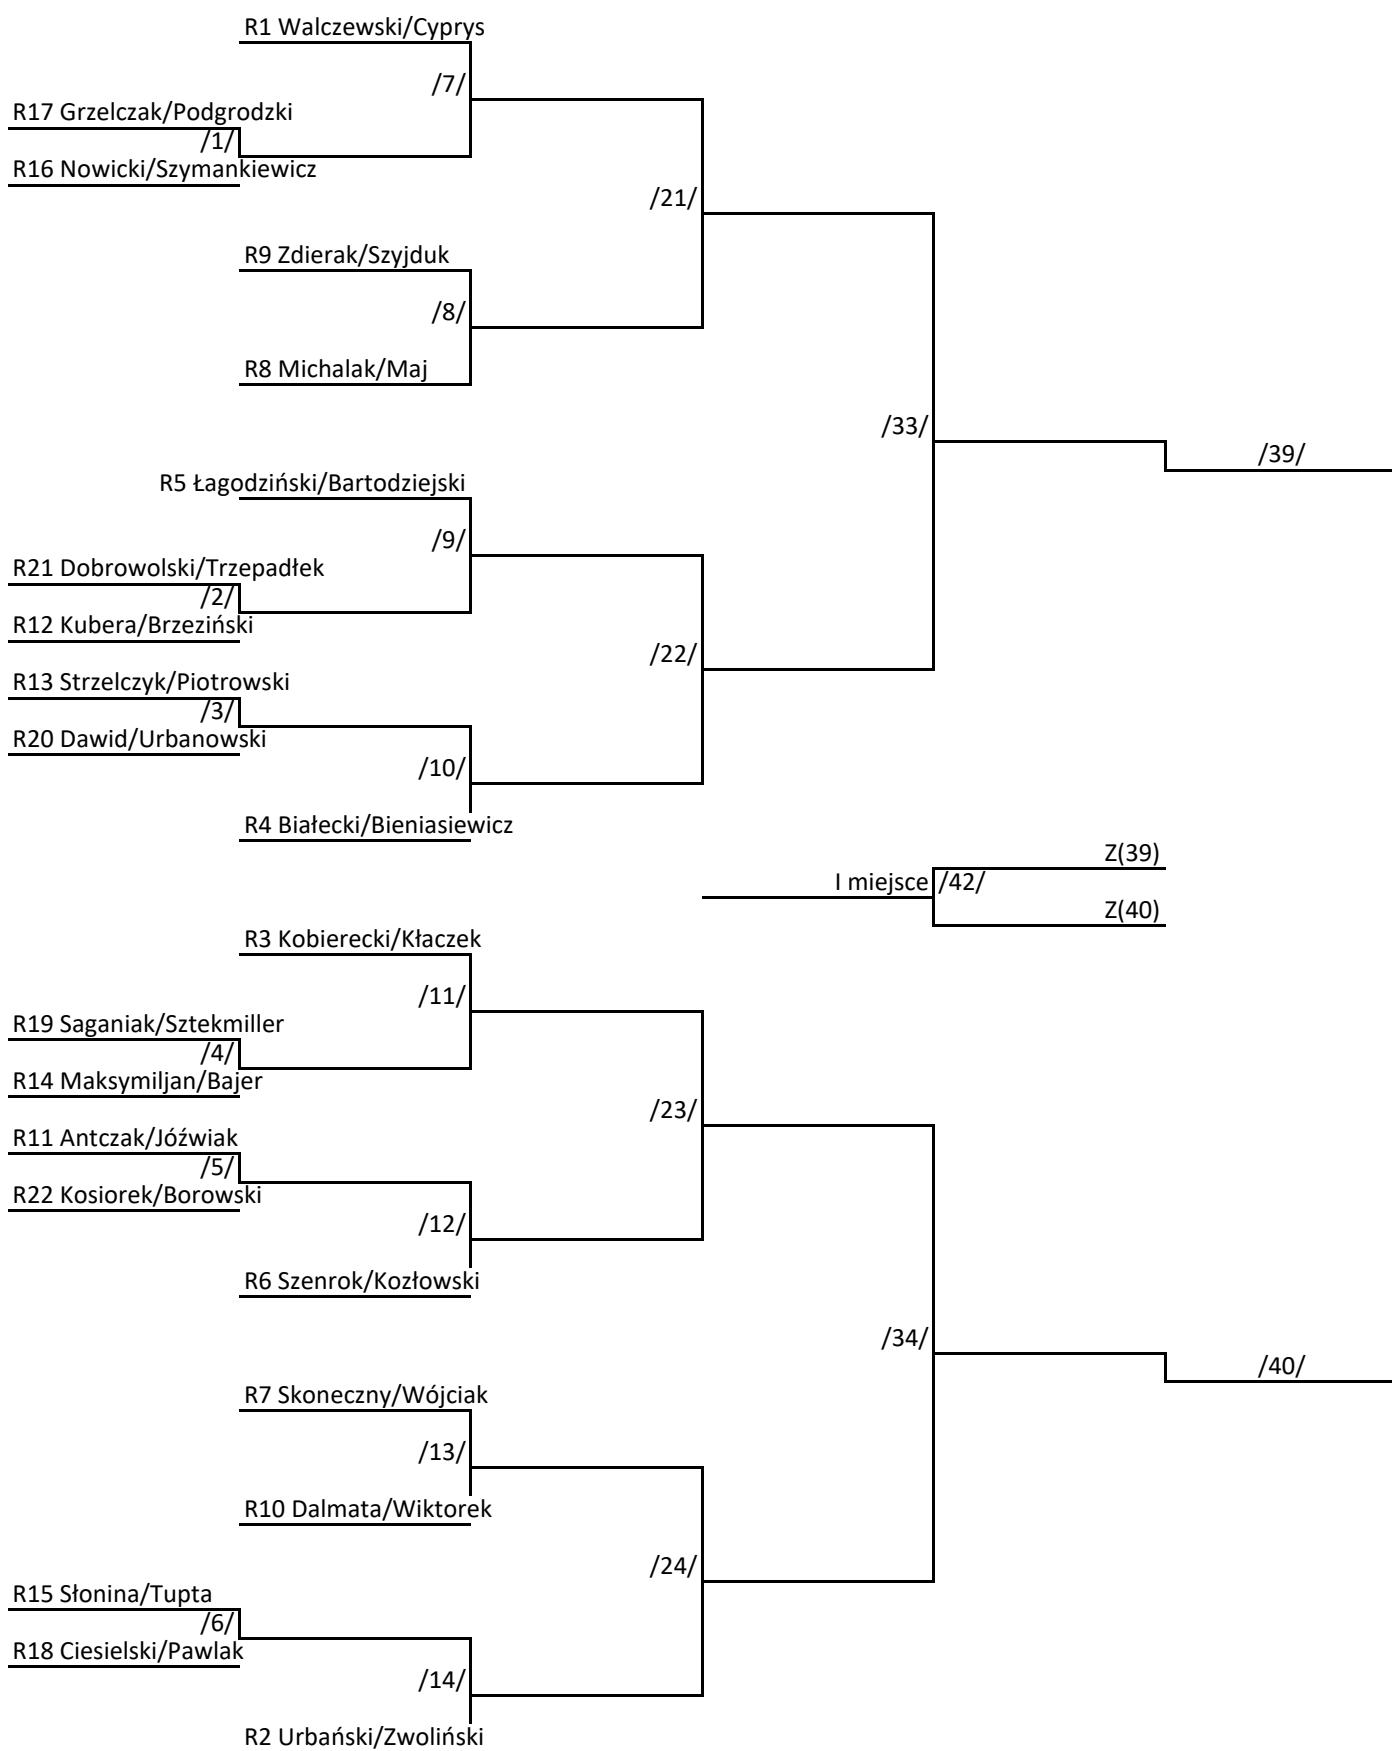 R1 Walczewski/Cyprys
/7/
R17 Grzelczak/Podgrodzki
/1/
R16 Nowicki/Szymankiewicz
/21/
R9 Zdierak/Szyjduk
/8/
R8 Michalak/Maj
/33/
/39/
R5 Łagodziński/Bartodziejski
/9/
R21 Dobrowolski/Trzepadłek
/2/
R12 Kubera/Brzeziński
/22/
R13 Strzelczyk/Piotrowski
/3/
R20 Dawid/Urbanowski
/10/
R4 Białecki/Bieniasiewicz
Z(39)
I miejsce /42/
Z(40)
R3 Kobierecki/Kłaczek
/11/
R19 Saganiak/Sztekmiller
/4/
R14 Maksymiljan/Bajer
/23/
R11 Antczak/Jóźwiak
/5/
R22 Kosiorek/Borowski
/12/
R6 Szenrok/Kozłowski
/34/
/40/
R7 Skoneczny/Wójciak
/13/
R10 Dalmata/Wiktorek
/24/
R15 Słonina/Tupta
/6/
R18 Ciesielski/Pawlak
/14/
R2 Urbański/Zwoliński